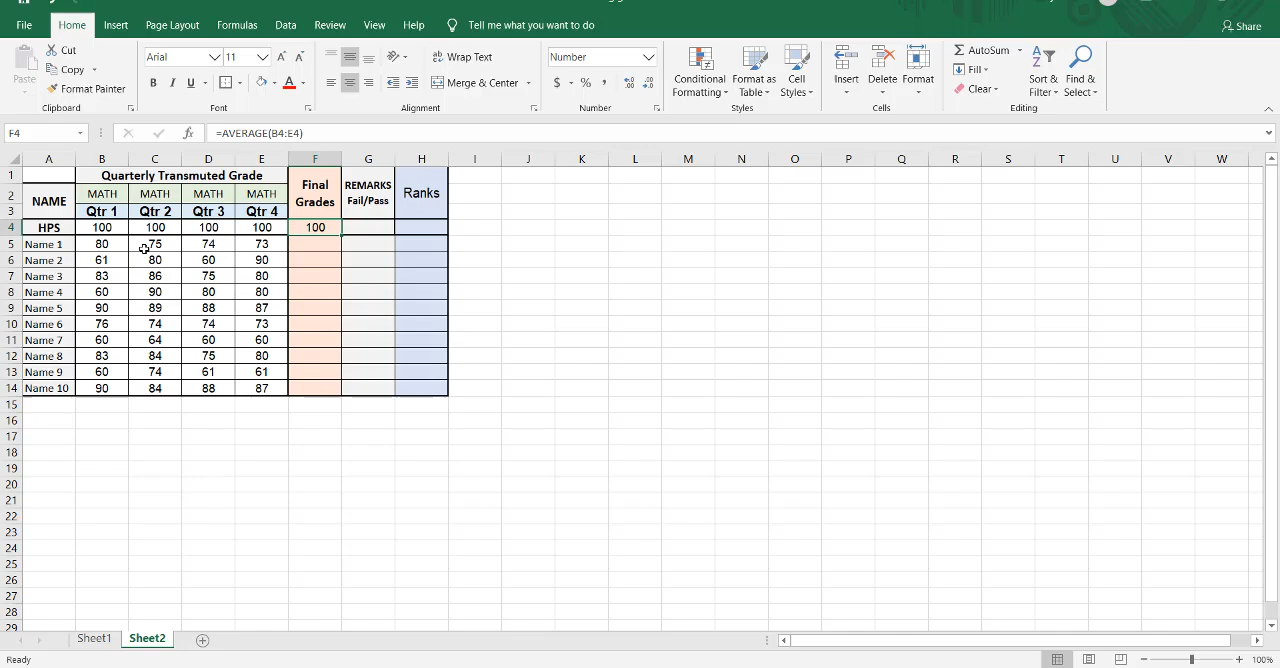 File Home Insert Page Layout Formulas Data Review View Help Tell me what you want to do Share
Paste Cut Copy Format Painter
Arial 11
B I U A
Wrap Text
Merge & Center
Number
$ % ,
Conditional Formatting Format as Table Cell Styles
Insert Delete Format
AutoSum Fill Clear
Sort & Filter Find & Select
Clipboard Font Alignment Number Styles Cells Editing
F4 fx =AVERAGE(B4:E4)
A B C D E F G H I J K L M N O P Q R S T U V W
1 Quarterly Transmuted Grade Final Grades REMARKS Fail/Pass Ranks
2 NAME MATH MATH MATH MATH
3 Qtr 1 Qtr 2 Qtr 3 Qtr 4
4 HPS 100 100 100 100 100
5 Name 1 80 75 74 73
6 Name 2 61 80 60 90
7 Name 3 83 86 75 80
8 Name 4 60 90 80 80
9 Name 5 90 89 88 87
10 Name 6 76 74 74 73
11 Name 7 60 64 60 60
12 Name 8 83 84 75 80
13 Name 9 60 74 61 61
14 Name 10 90 84 88 87
15
16
17
18
19
20
21
22
23
24
25
26
27
28
29
Sheet1 Sheet2
Ready 100%